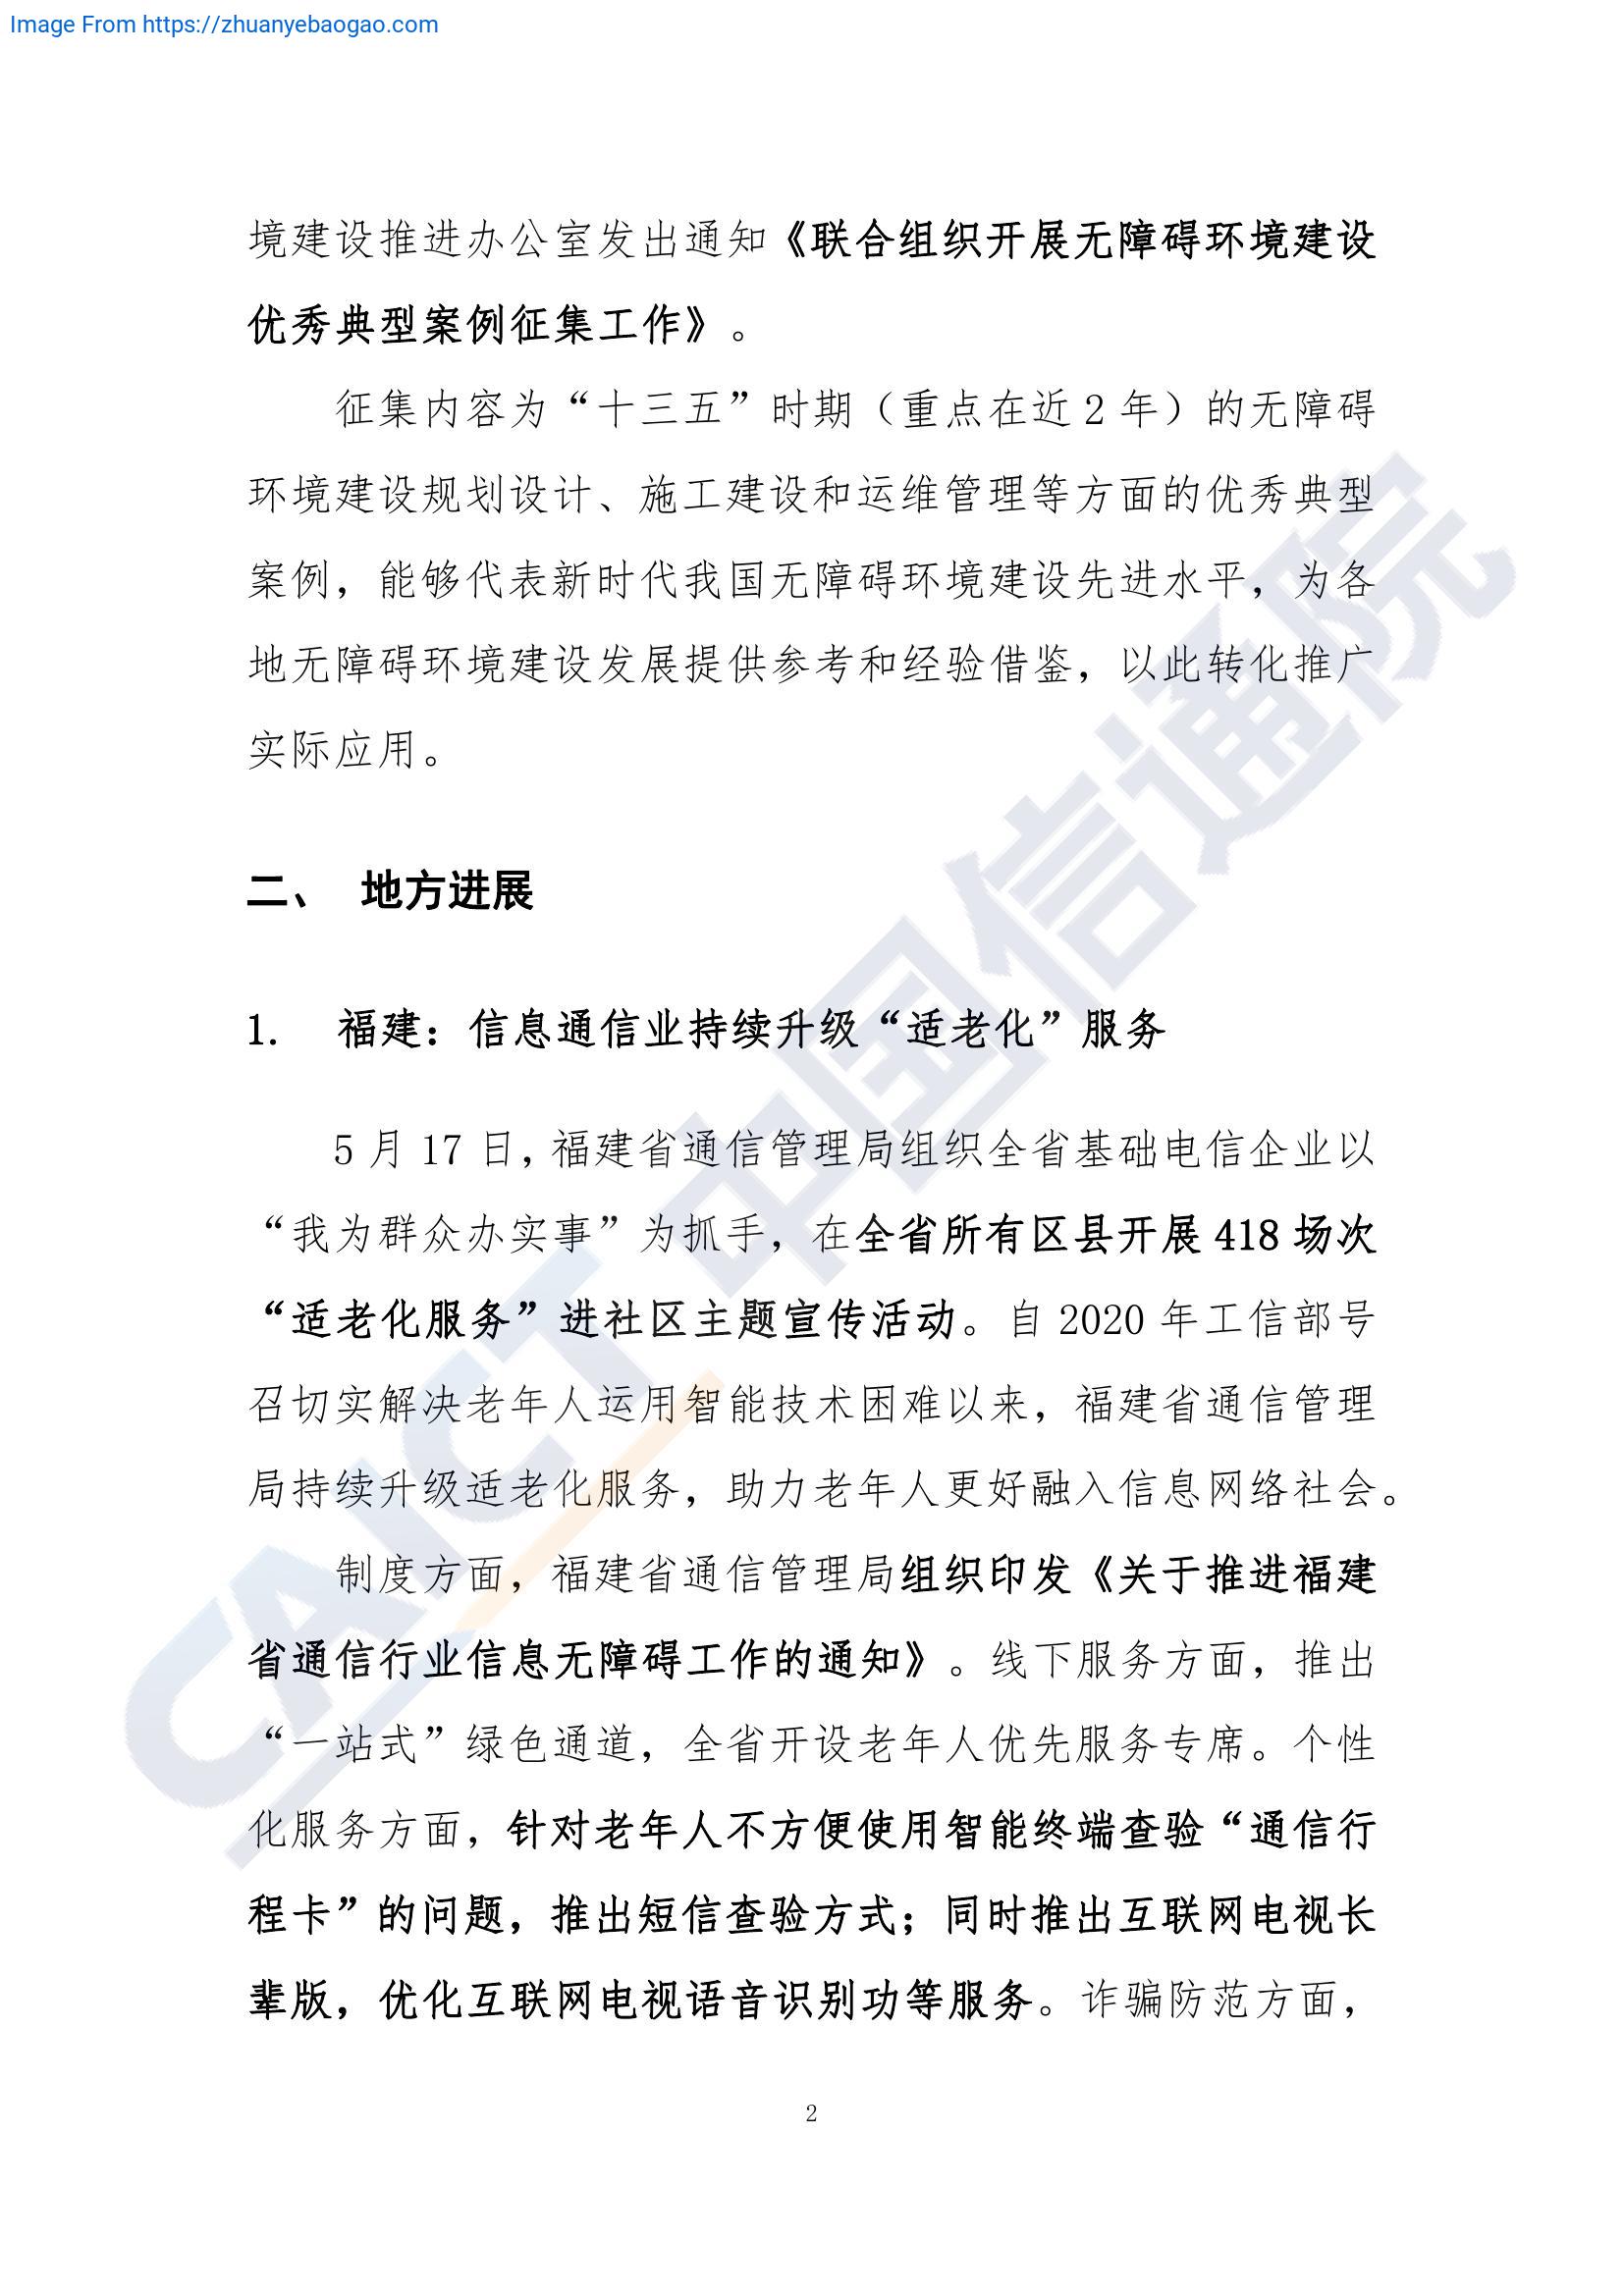 Image From https://zhuanyebaogao.com
境建设推进办公室发出通知《联合组织开展无障碍环境建设
优秀典型案例征集工作》。
征集内容为“十三五”时期（重点在近 2 年）的无障碍
环境建设规划设计、施工建设和运维管理等方面的优秀典型
案例，能够代表新时代我国无障碍环境建设先进水平，为各
地无障碍环境建设发展提供参考和经验借鉴，以此转化推广
实际应用。
二、 地方进展
1. 福建：信息通信业持续升级“适老化”服务
5 月 17 日，福建省通信管理局组织全省基础电信企业以
“我为群众办实事”为抓手，在全省所有区县开展 418 场次
“适老化服务”进社区主题宣传活动。自 2020 年工信部号
召切实解决老年人运用智能技术困难以来，福建省通信管理
局持续升级适老化服务，助力老年人更好融入信息网络社会。
制度方面，福建省通信管理局组织印发《关于推进福建
省通信行业信息无障碍工作的通知》。线下服务方面，推出
“一站式”绿色通道，全省开设老年人优先服务专席。个性
化服务方面，针对老年人不方便使用智能终端查验“通信行
程卡”的问题，推出短信查验方式；同时推出互联网电视长
辈版，优化互联网电视语音识别功等服务。诈骗防范方面，
2
CAICT 中国信通院